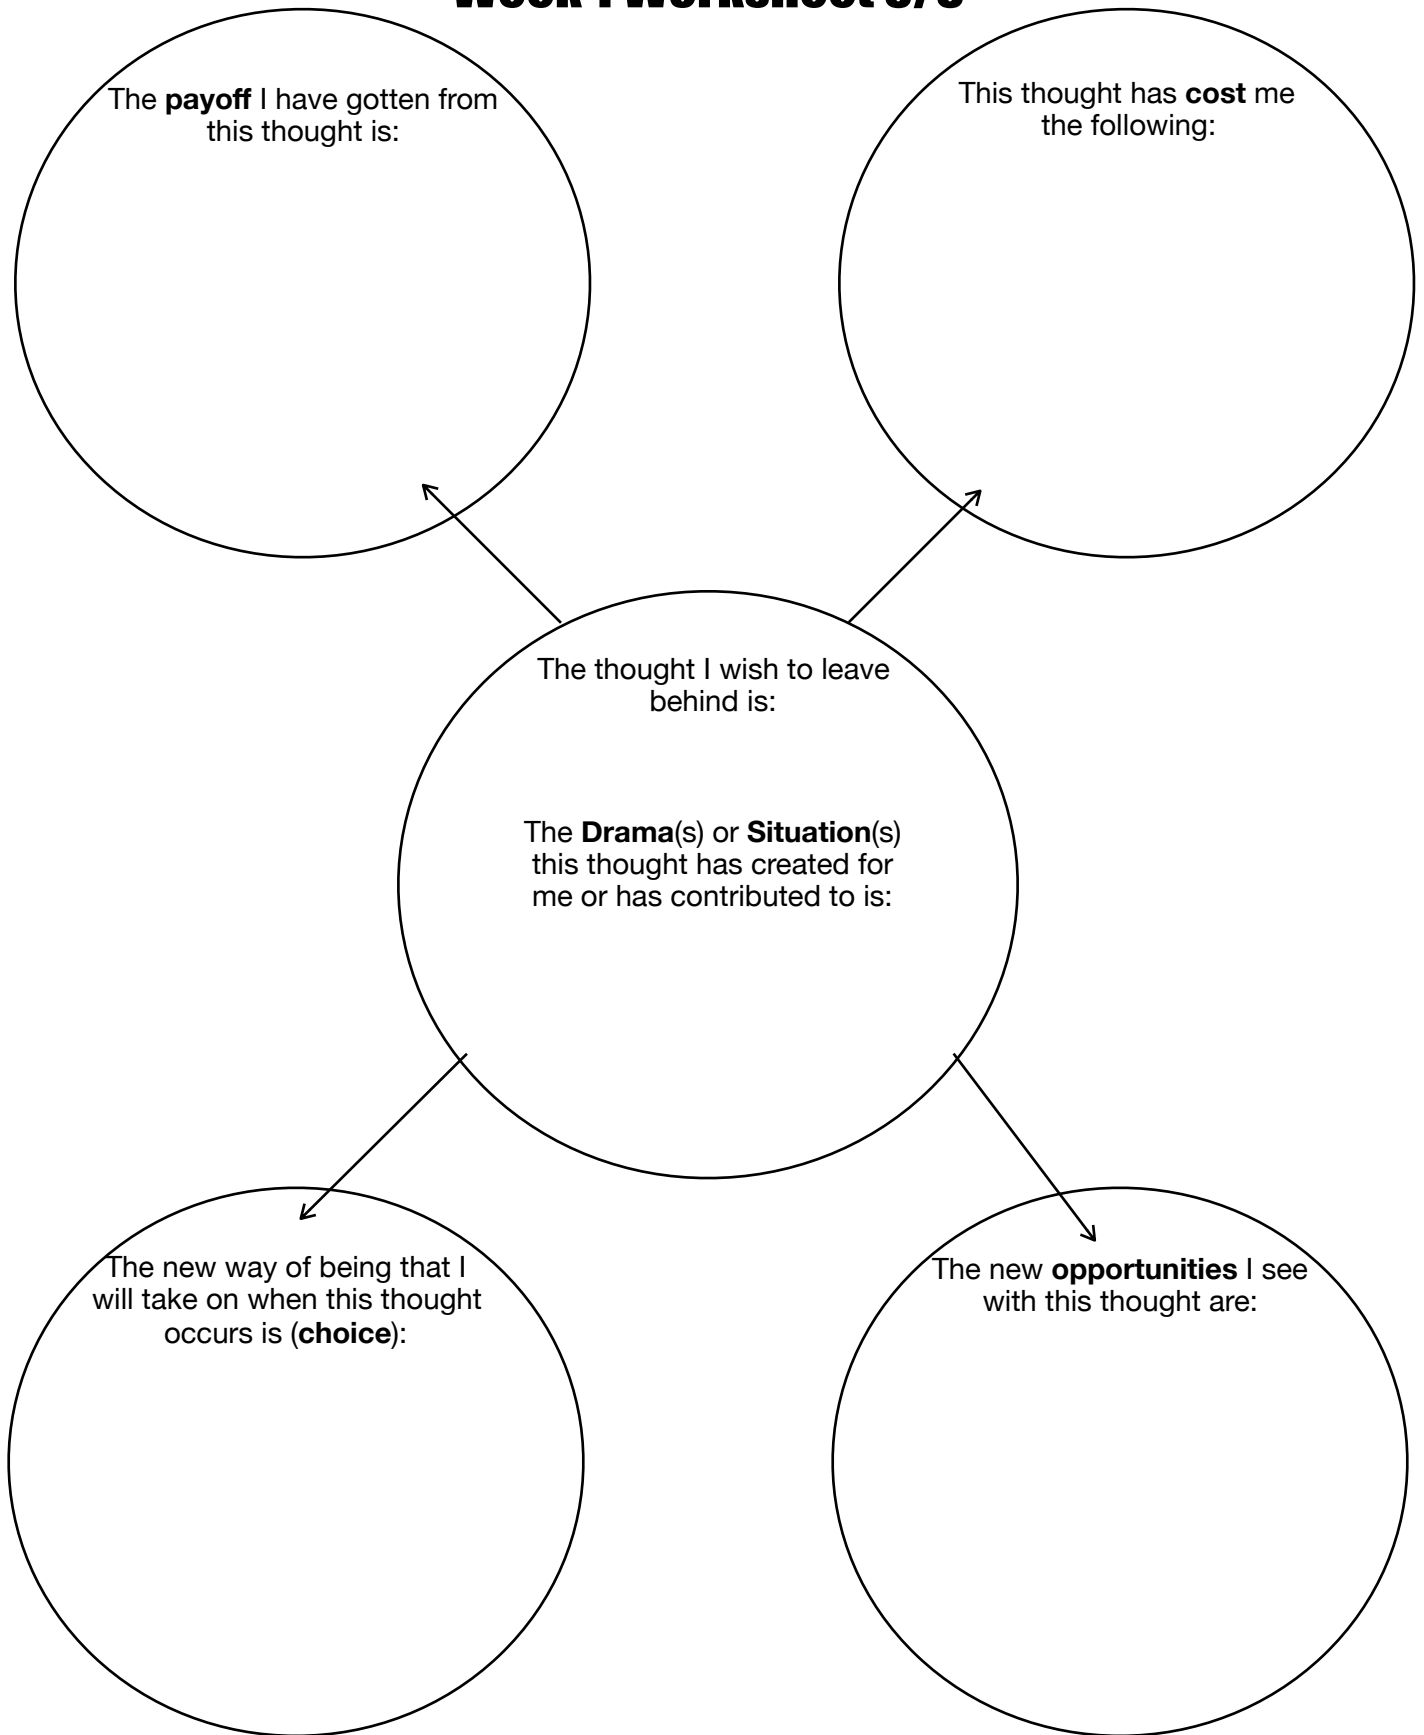 The payoff I have gotten from
this thought is:
This thought has cost me
the following:
The thought I wish to leave
behind is:
The Drama(s) or Situation(s)
this thought has created for
me or has contributed to is:
The new way of being that I
will take on when this thought
occurs is (choice):
The new opportunities I see
with this thought are: